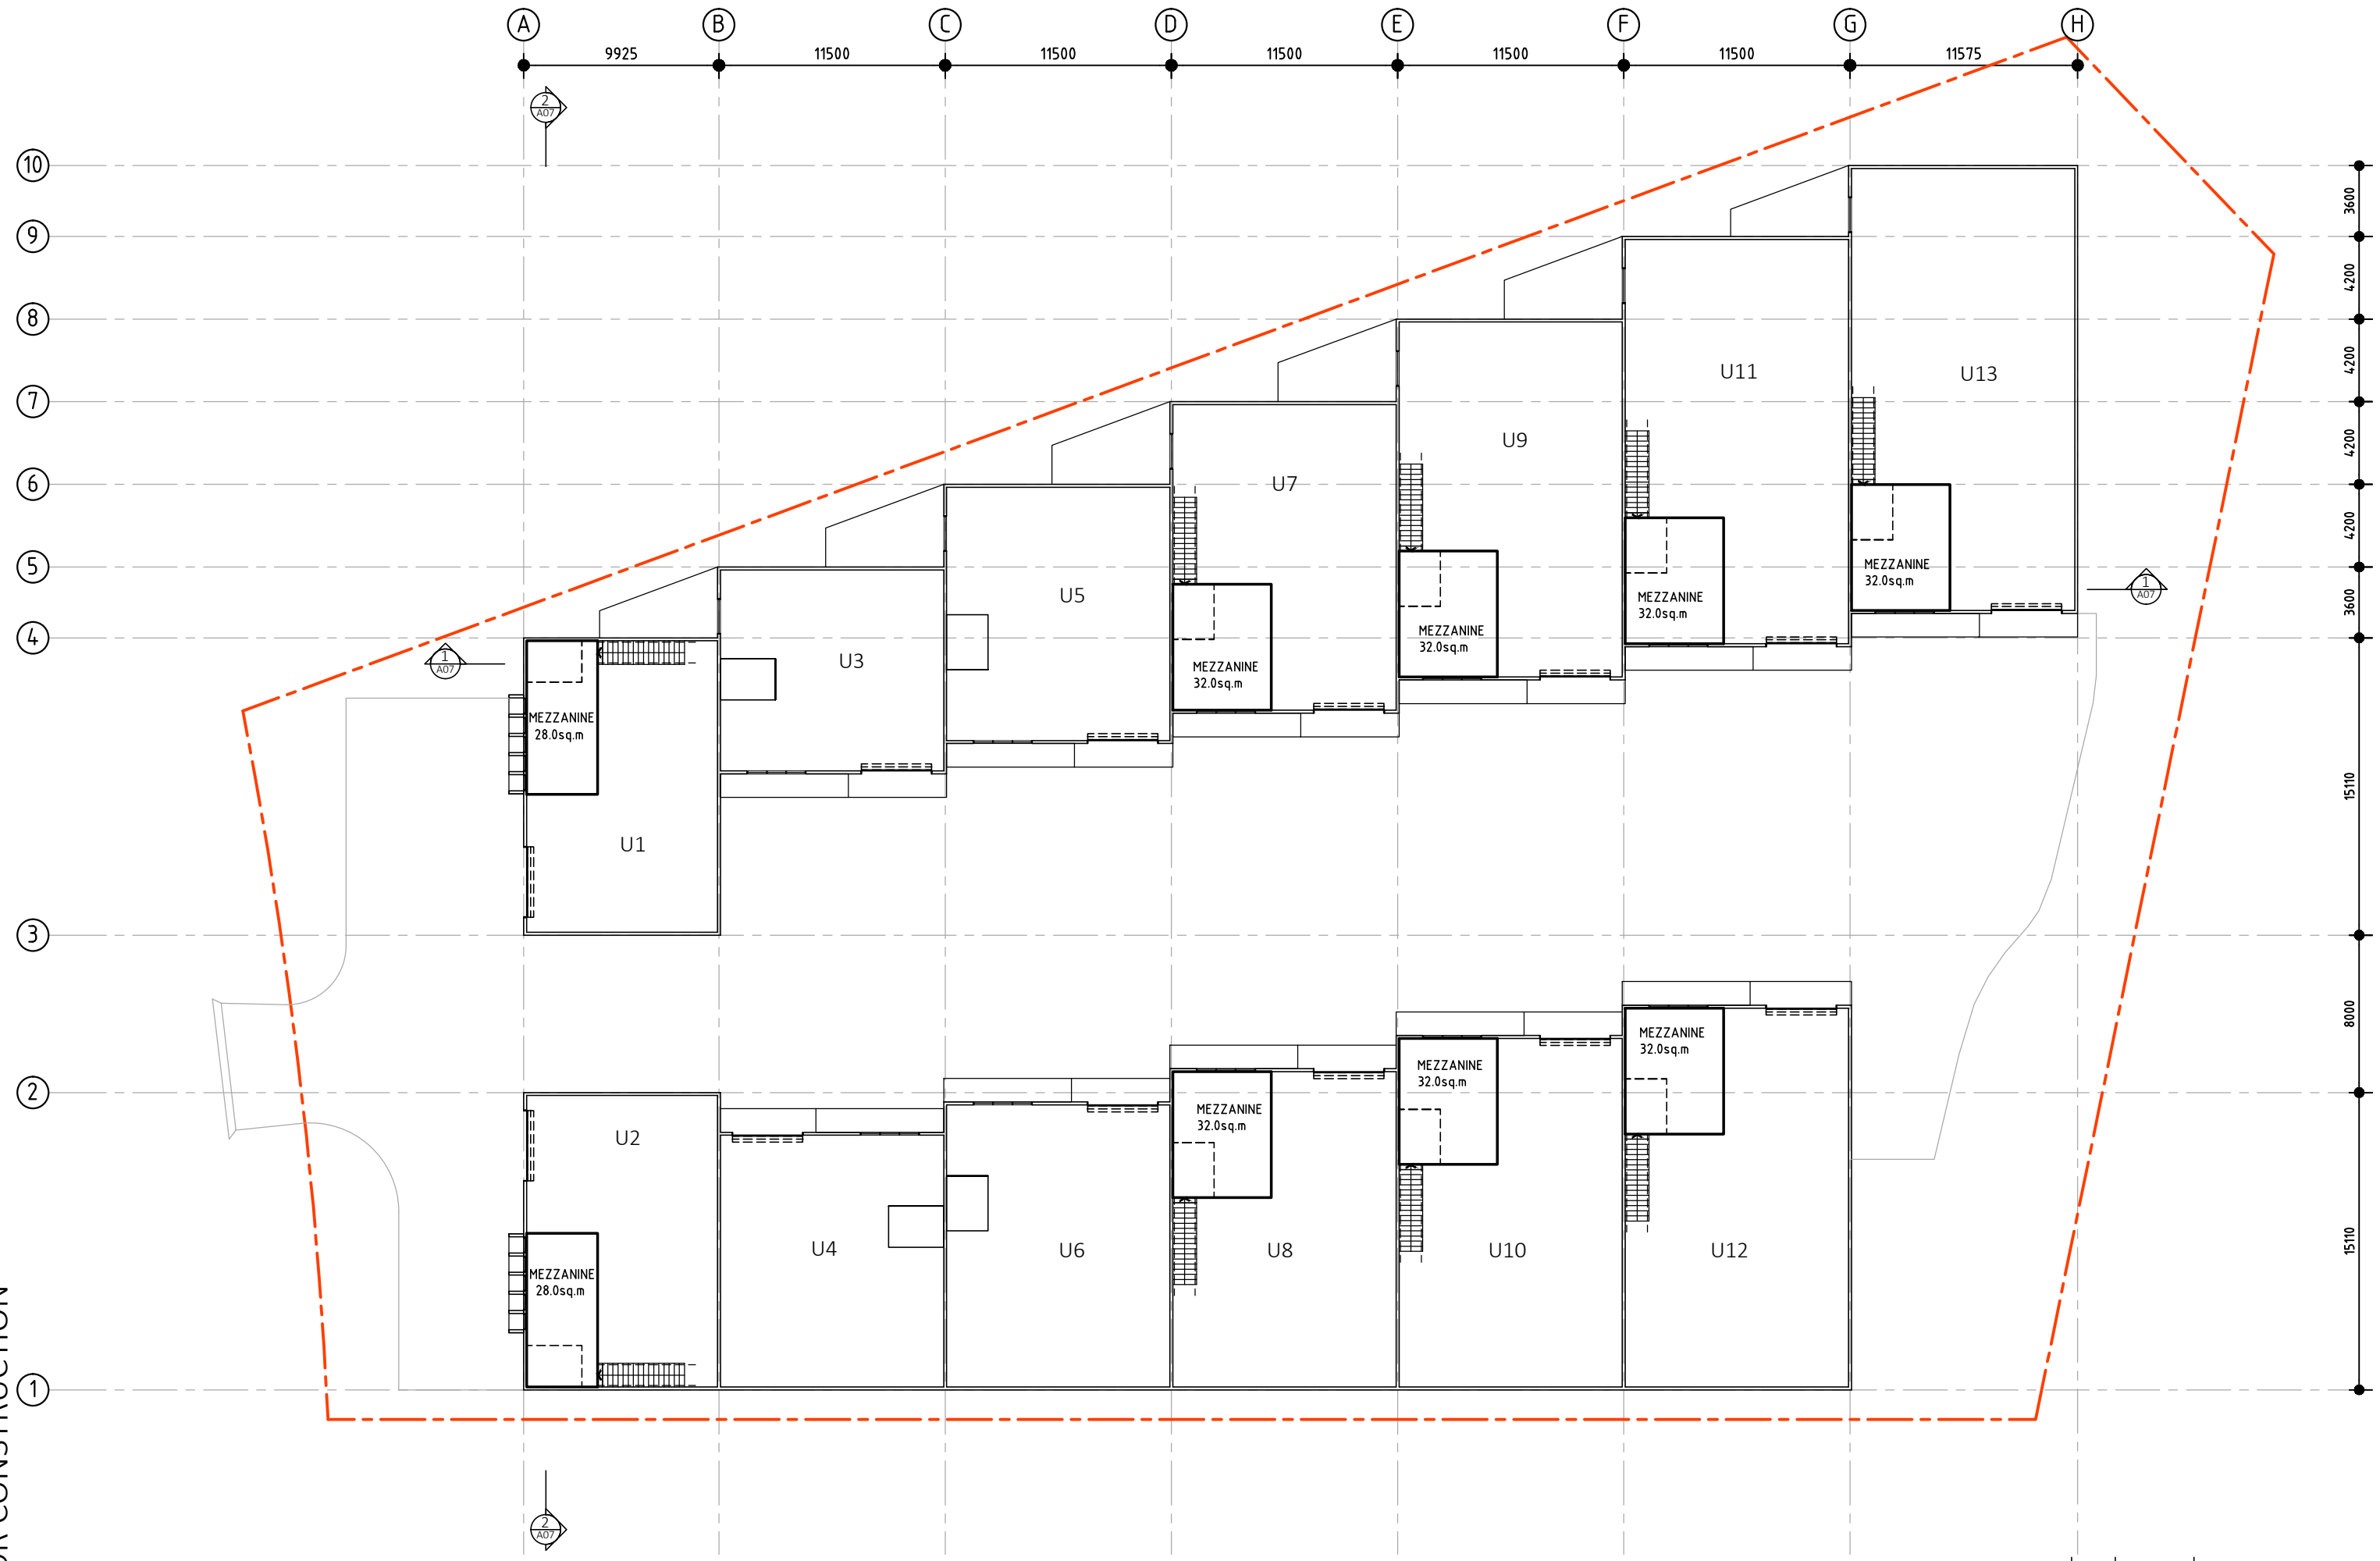 A B C D E F G H
9925 11500 11500 11500 11500 11500 11575
2
A07
10
3600
9
4200
8
4200
7
U11
U13
4200
U9
6
U7
4200
5
MEZZANINE
32.0sq.m
1
A07
U5
MEZZANINE
32.0sq.m
3600
4
MEZZANINE
32.0sq.m
1
A07
U3
MEZZANINE
32.0sq.m
MEZZANINE
28.0sq.m
15110
U1
3
8000
MEZZANINE
32.0sq.m
MEZZANINE
32.0sq.m
2
MEZZANINE
32.0sq.m
U2
U4
U6
U8
U10
U12
15110
MEZZANINE
28.0sq.m
1
CONSTRUCTION
2
A07